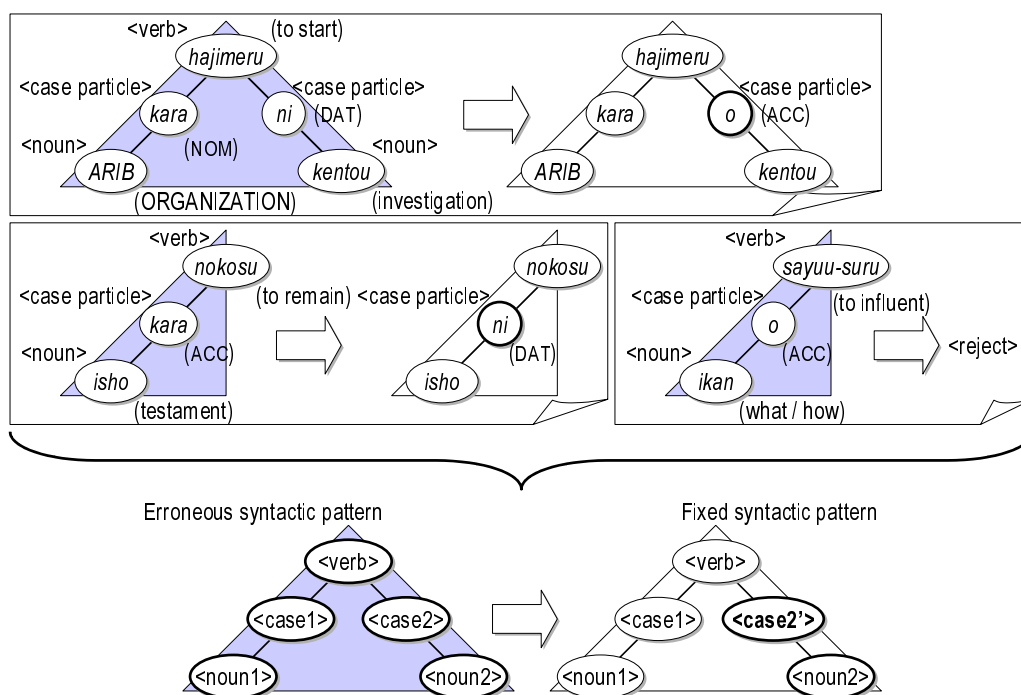 <verb> (to start)
hajimeru hajimeru
<case particle> <case particle> <case particle>
kara ni (DAT) kara o (ACC)
<noun> (NOM) <noun>
ARIB kentou ARIB kentou
(ORGANIZATION) (investigation)
<verb>
nokosu nokosu
<case particle> (to remain) <case particle>
kara ni
<noun> (ACC) (DAT)
isho isho
(testament)
<verb>
sayuu-suru
<case particle> (to influent)
o
<noun> (ACC) <reject>
ikan
(what / how)
Erroneous syntactic pattern Fixed syntactic pattern
<verb> <verb>
<case1> <case2> <case1> <case2'>
<noun1> <noun2> <noun1> <noun2>